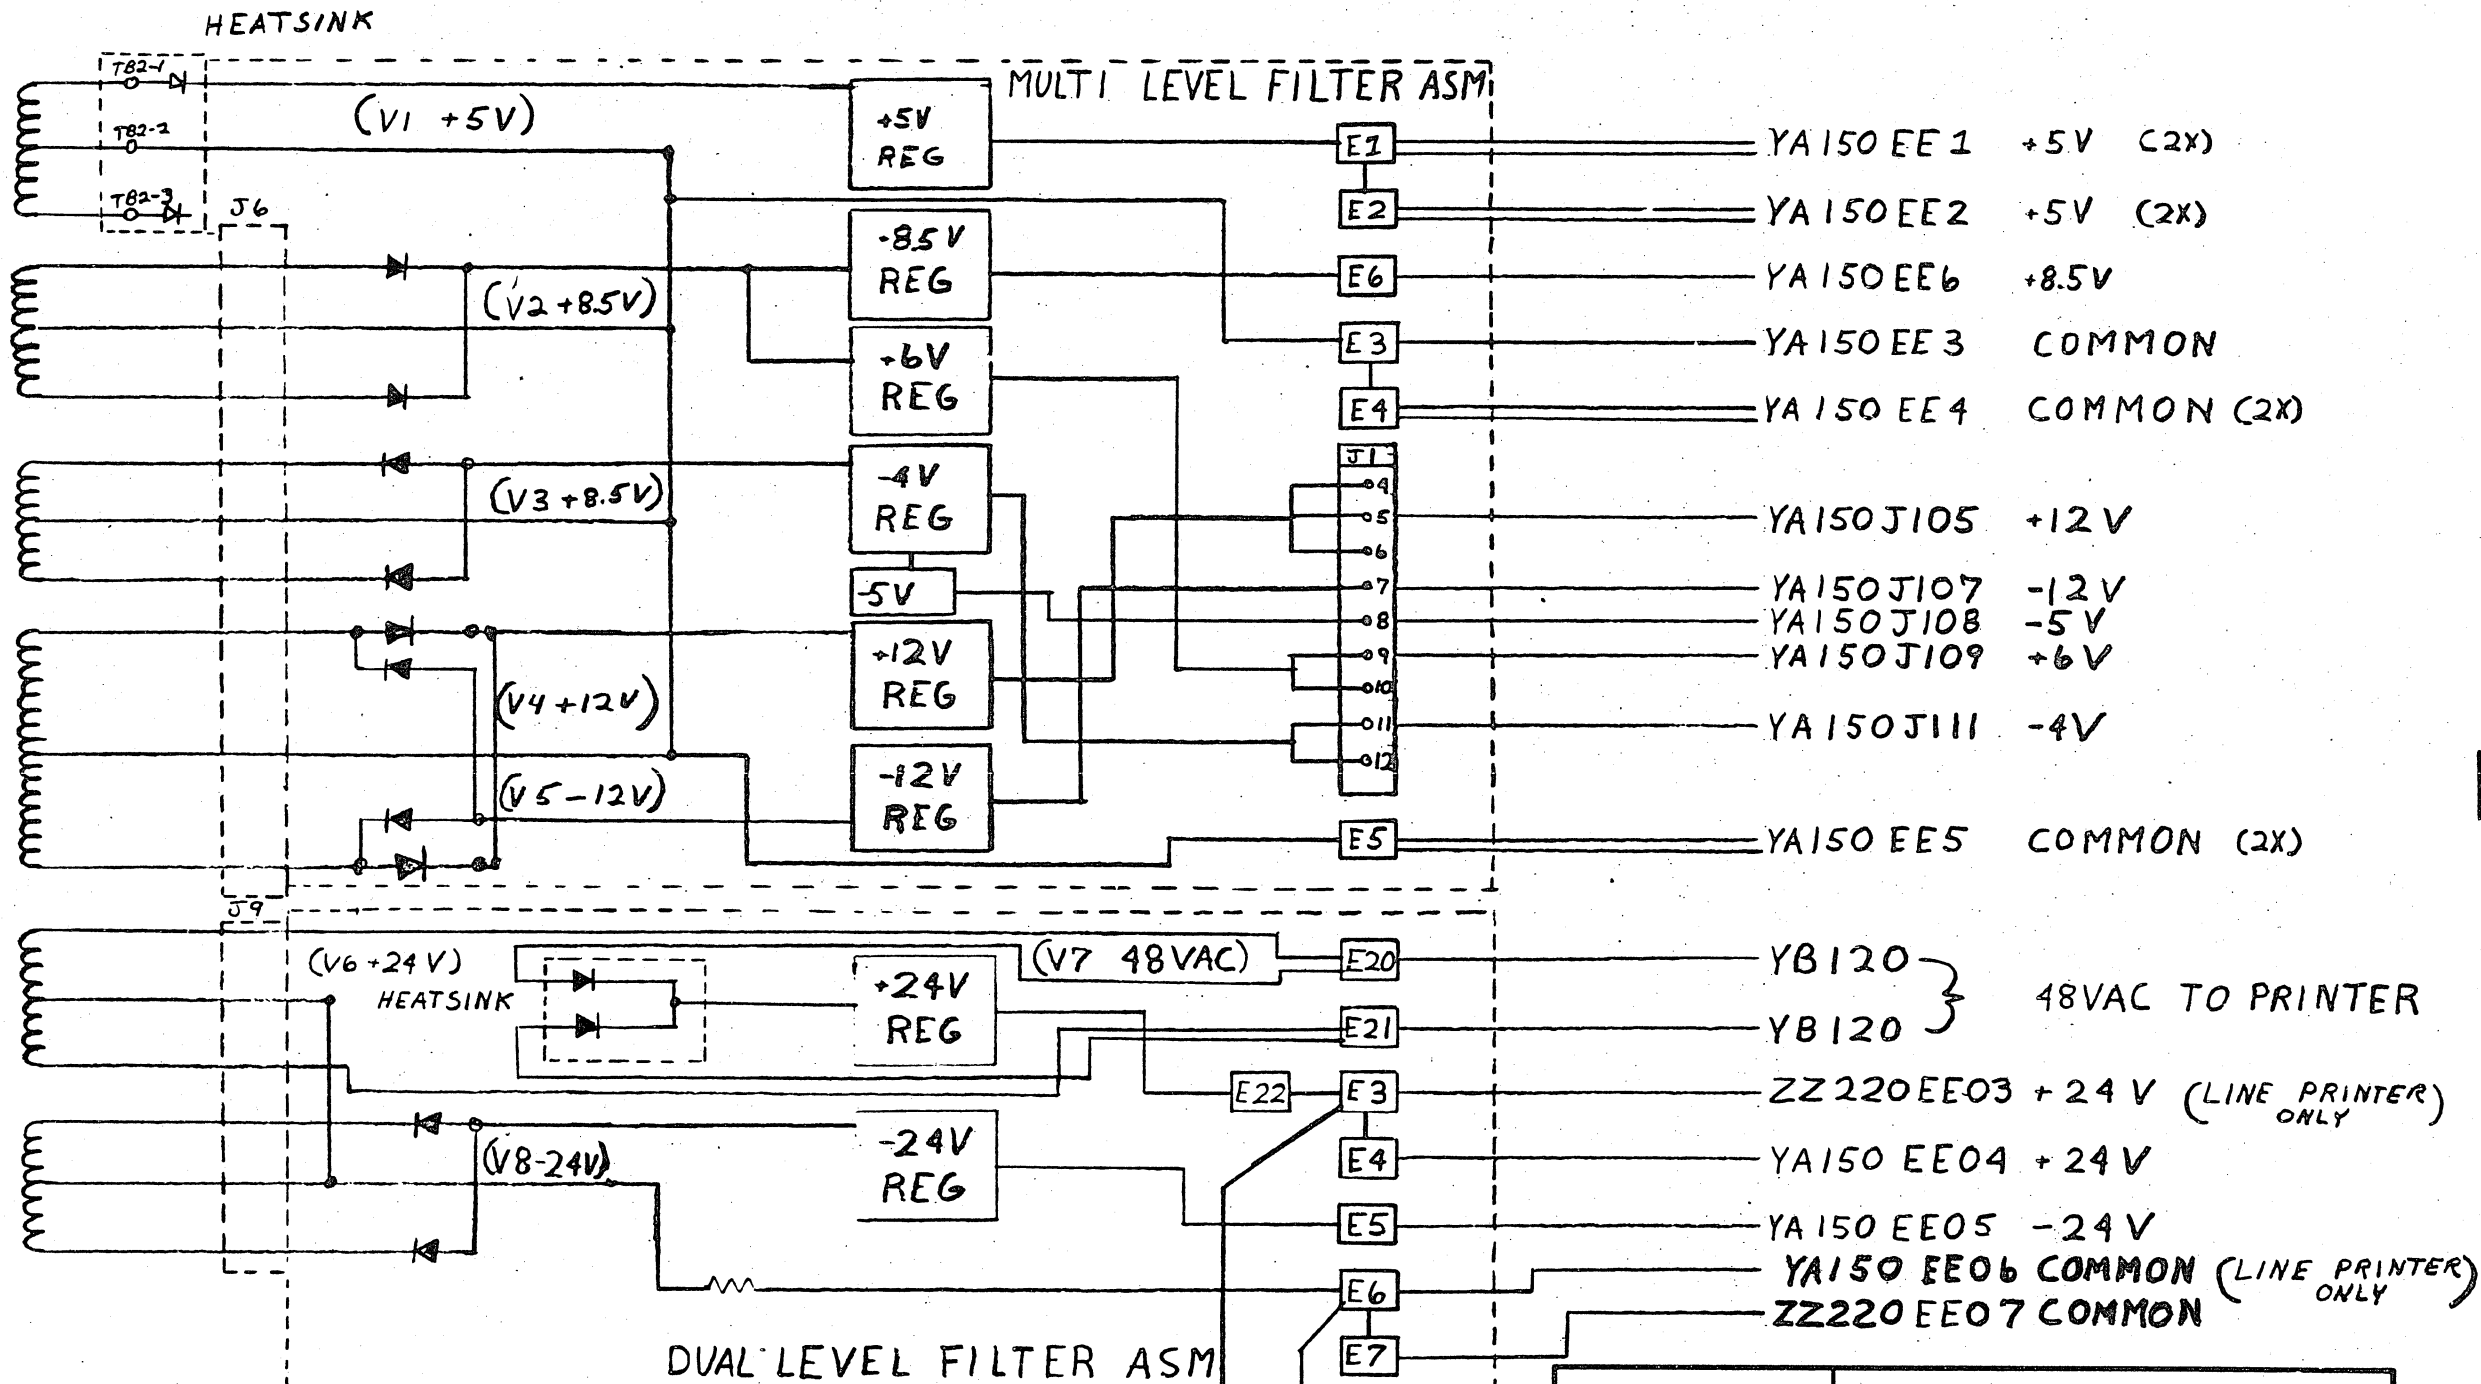 HEATSINK
TB2-1
TB2-2
TB2-3
J6
(V1 +5V)
(V2 +8.5V)
(V3 +8.5V)
(V4 +12V)
(V5 -12V)
MULTI LEVEL FILTER ASM
+5V
REG
-8.5V
REG
+6V
REG
-4V
REG
-5V
+12V
REG
-12V
REG
E1
YA150EE1 +5V (2X)
E2
YA150EE2 +5V (2X)
E6
YA150EE6 +8.5V
E3
YA150EE3 COMMON
E4
YA150EE4 COMMON (2X)
J1
4
5
YA150J105 +12V
6
7
YA150J107 -12V
8
YA150J108 -5V
9
YA150J109 +6V
10
11
YA150J111 -4V
12
E5
YA150EE5 COMMON (2X)
J9
(V6 +24V)
HEATSINK
+24V
REG
(V7 48VAC)
E20
YB120
E21
YB120
48VAC TO PRINTER
E22
E3
ZZ220EE03 +24V (LINE PRINTER)
ONLY
E4
YA150 EE04 +24V
(V8-24V)
-24V
REG
E5
YA150 EE05 -24V
E6
YA150 EE06 COMMON (LINE PRINTER)
ONLY
ZZ220EE07 COMMON
E7
DUAL LEVEL FILTER ASM